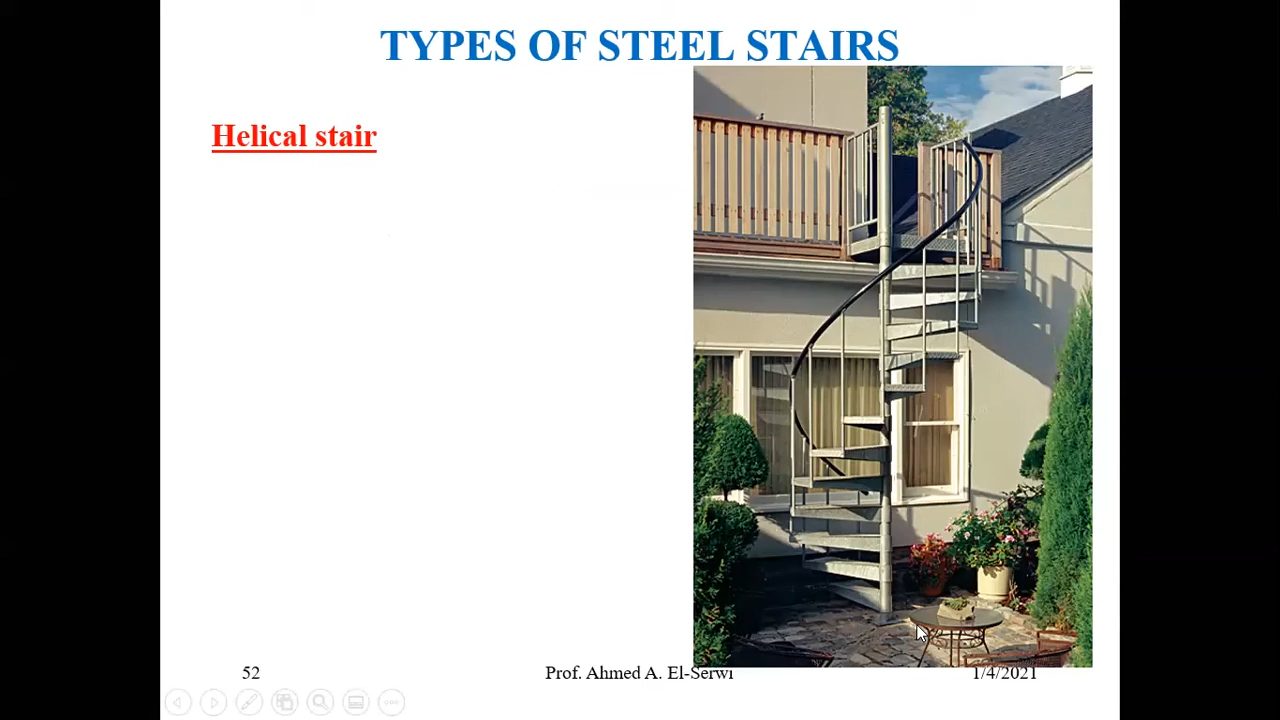 TYPES OF STEEL STAIRS
Helical stair
52
Prof. Ahmed A. El-Serwi
1/4/2021